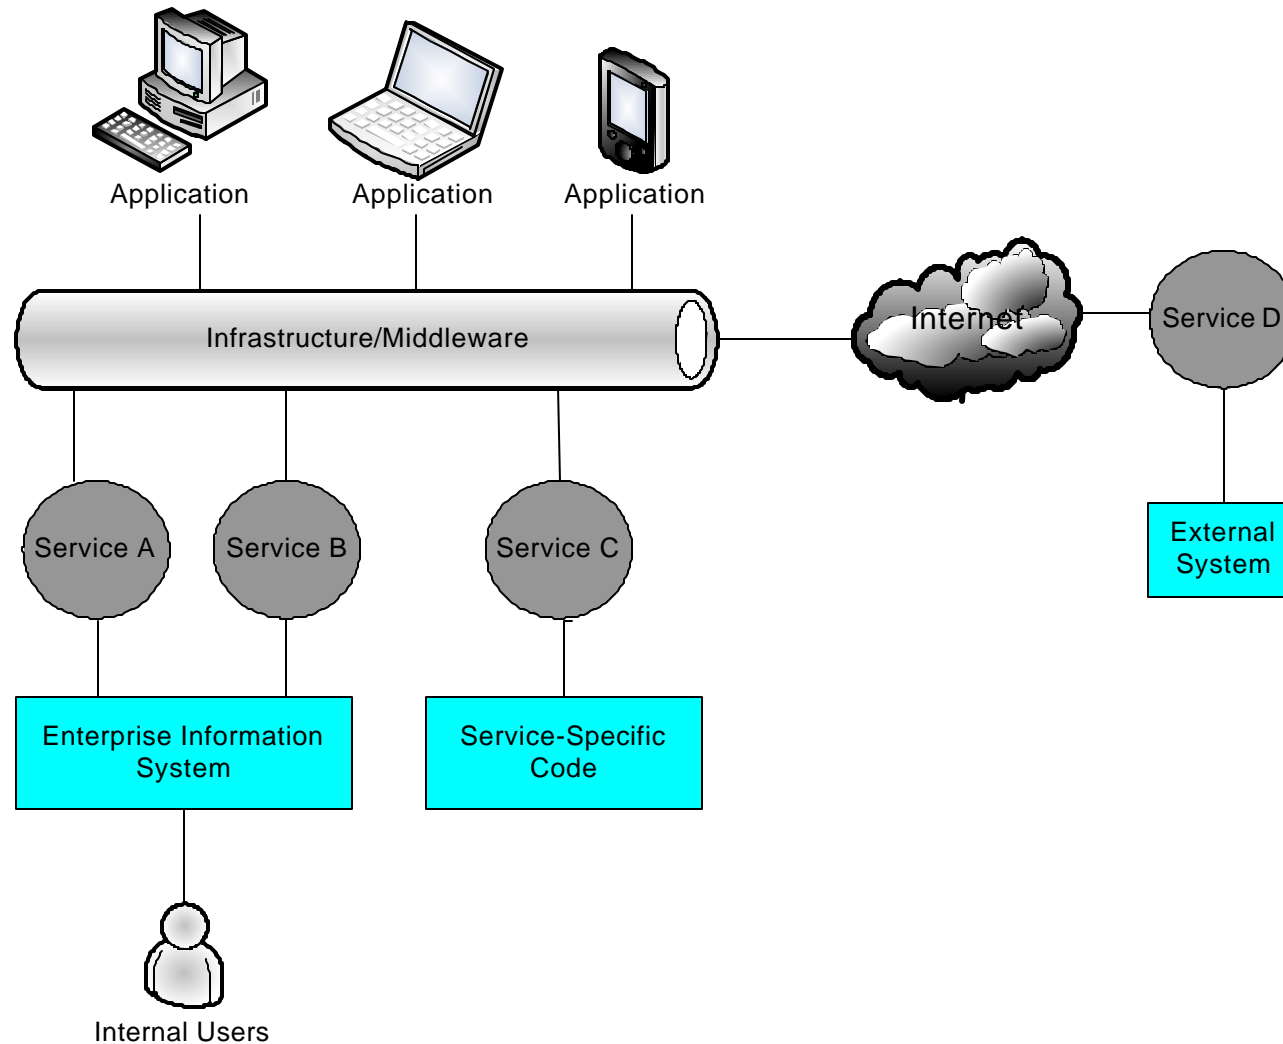 Application
Application
Application
Infrastructure/Middleware
Internet
Service D
Service A
Service B
Service C
External
System
Enterprise Information
System
Service-Specific
Code
Internal Users